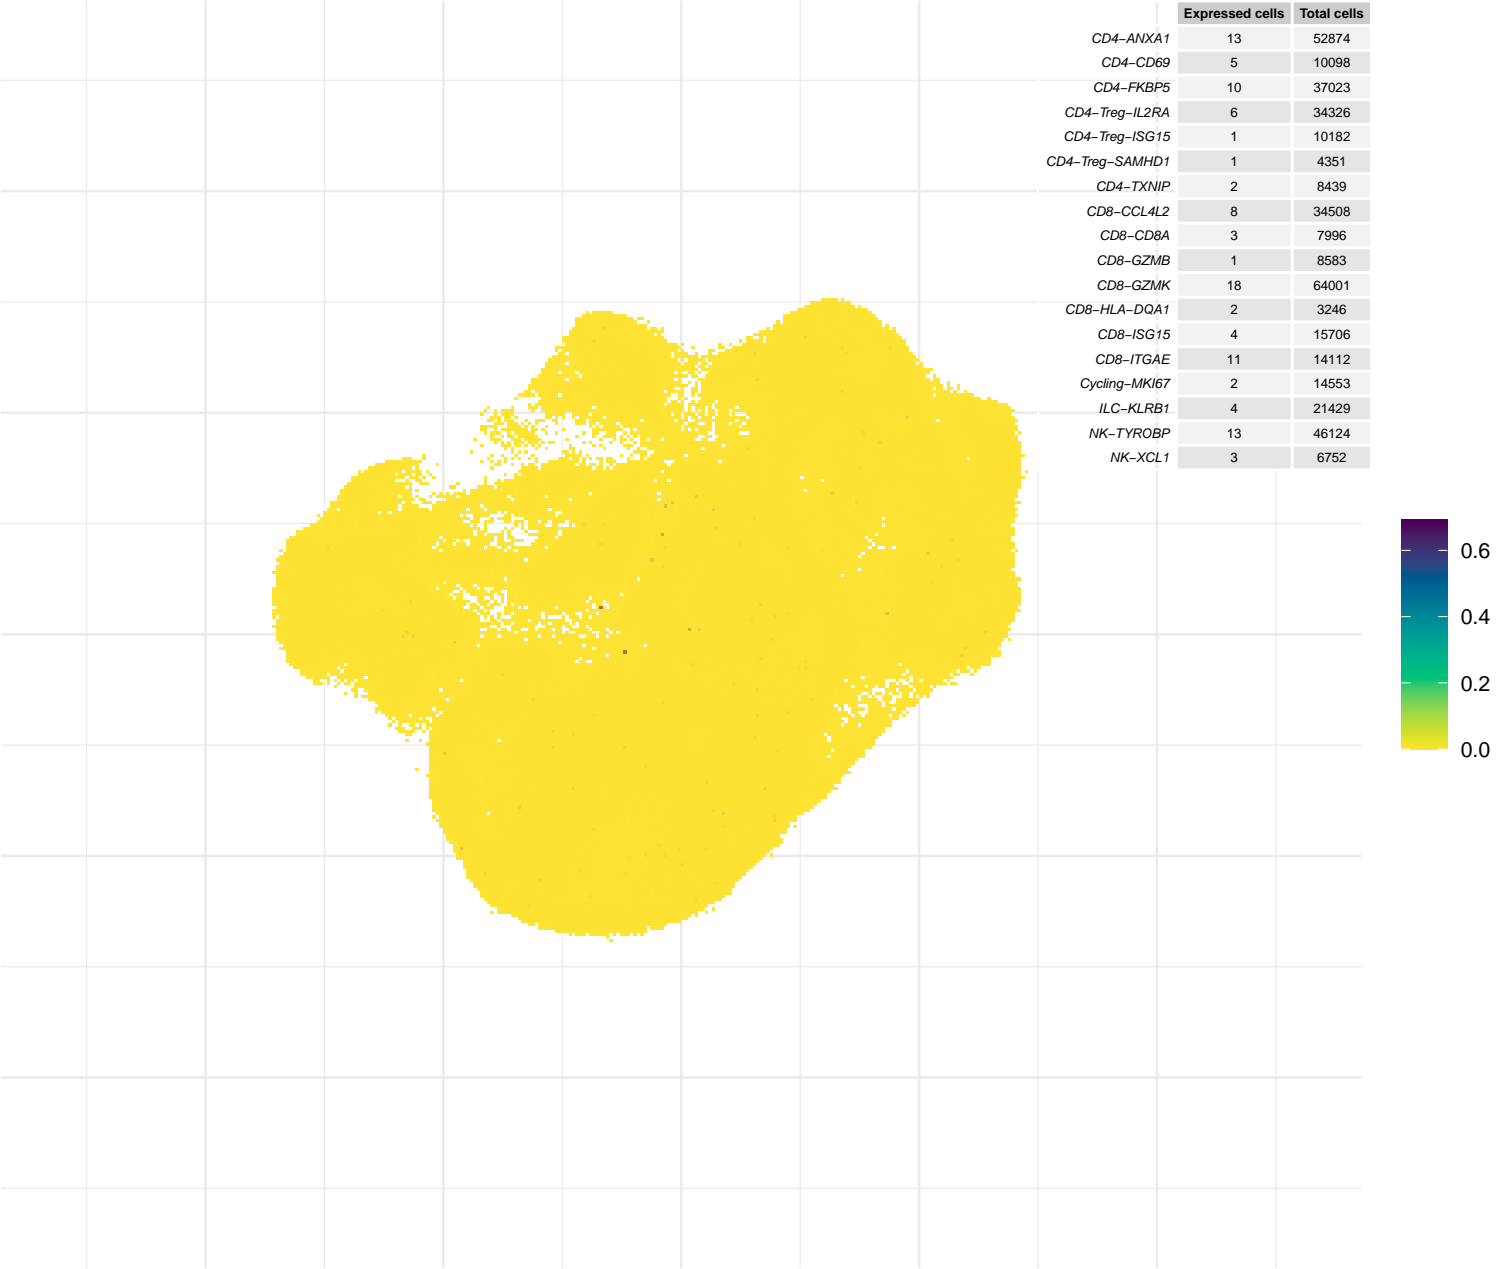 Expressed cells Total cells
CD4−ANXA1 13 52874
CD4−CD69 5 10098
CD4−FKBP5 10 37023
CD4−Treg−IL2RA 6 34326
CD4−Treg−ISG15 1 10182
CD4−Treg−SAMHD1 1 4351
CD4−TXNIP 2 8439
CD8−CCL4L2 8 34508
CD8−CD8A 3 7996
CD8−GZMB 1 8583
CD8−GZMK 18 64001
CD8−HLA−DQA1 2 3246
CD8−ISG15 4 15706
CD8−ITGAE 11 14112
Cycling−MKI67 2 14553
ILC−KLRB1 4 21429
NK−TYROBP 13 46124
NK−XCL1 3 6752
0.6
0.4
0.2
0.0